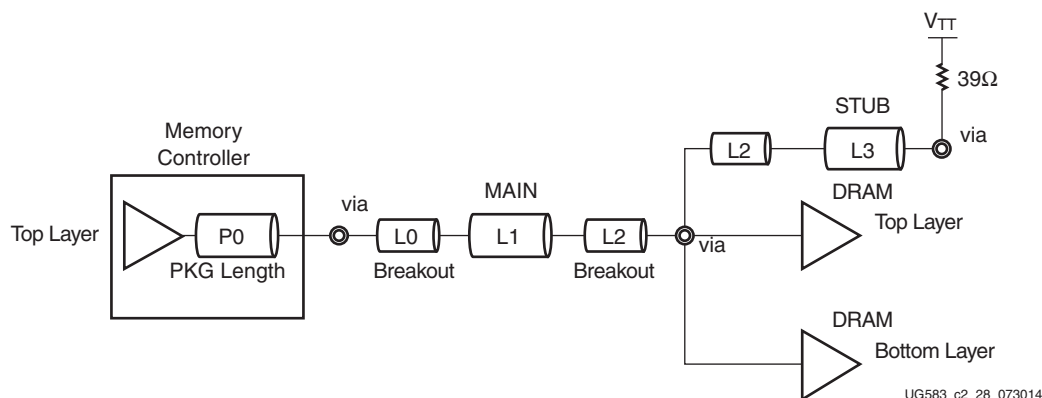 VTT
39Ω
STUB
via
L2
L3
Memory
Controller
MAIN
DRAM
via
Top Layer
Top Layer
P0
L0
L1
L2
via
PKG Length
Breakout
Breakout
DRAM
Bottom Layer
UG583_c2_28_073014